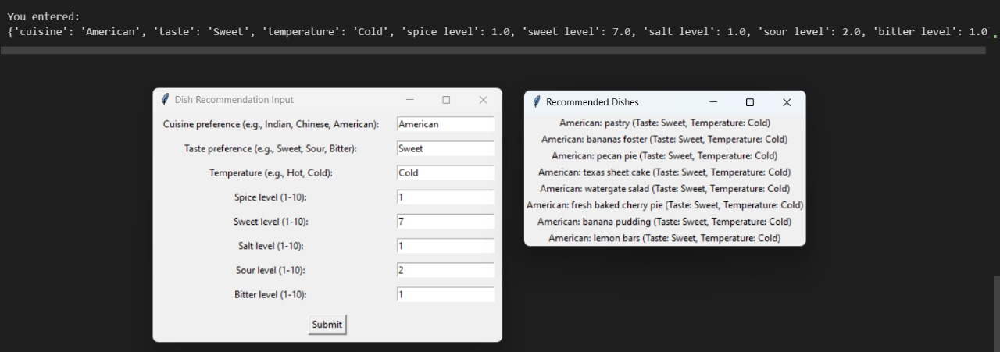 You entered:
{'cuisine': 'American', 'taste': 'Sweet', 'temperature': 'Cold', 'spice level': 1.0, 'sweet level': 7.0, 'salt level': 1.0, 'sour level': 2.0, 'bitter level': 1.0
Dish Recommendation Input
Cuisine preference (e.g., Indian, Chinese, American): American
Taste preference (e.g., Sweet, Sour, Bitter): Sweet
Temperature (e.g., Hot, Cold): Cold
Spice level (1-10): 1
Sweet level (1-10): 7
Salt level (1-10): 1
Sour level (1-10): 2
Bitter level (1-10): 1
Submit
Recommended Dishes
American: pastry (Taste: Sweet, Temperature: Cold)
American: bananas foster (Taste: Sweet, Temperature: Cold)
American: pecan pie (Taste: Sweet, Temperature: Cold)
American: texas sheet cake (Taste: Sweet, Temperature: Cold)
American: watergate salad (Taste: Sweet, Temperature: Cold)
American: fresh baked cherry pie (Taste: Sweet, Temperature: Cold)
American: banana pudding (Taste: Sweet, Temperature: Cold)
American: lemon bars (Taste: Sweet, Temperature: Cold)